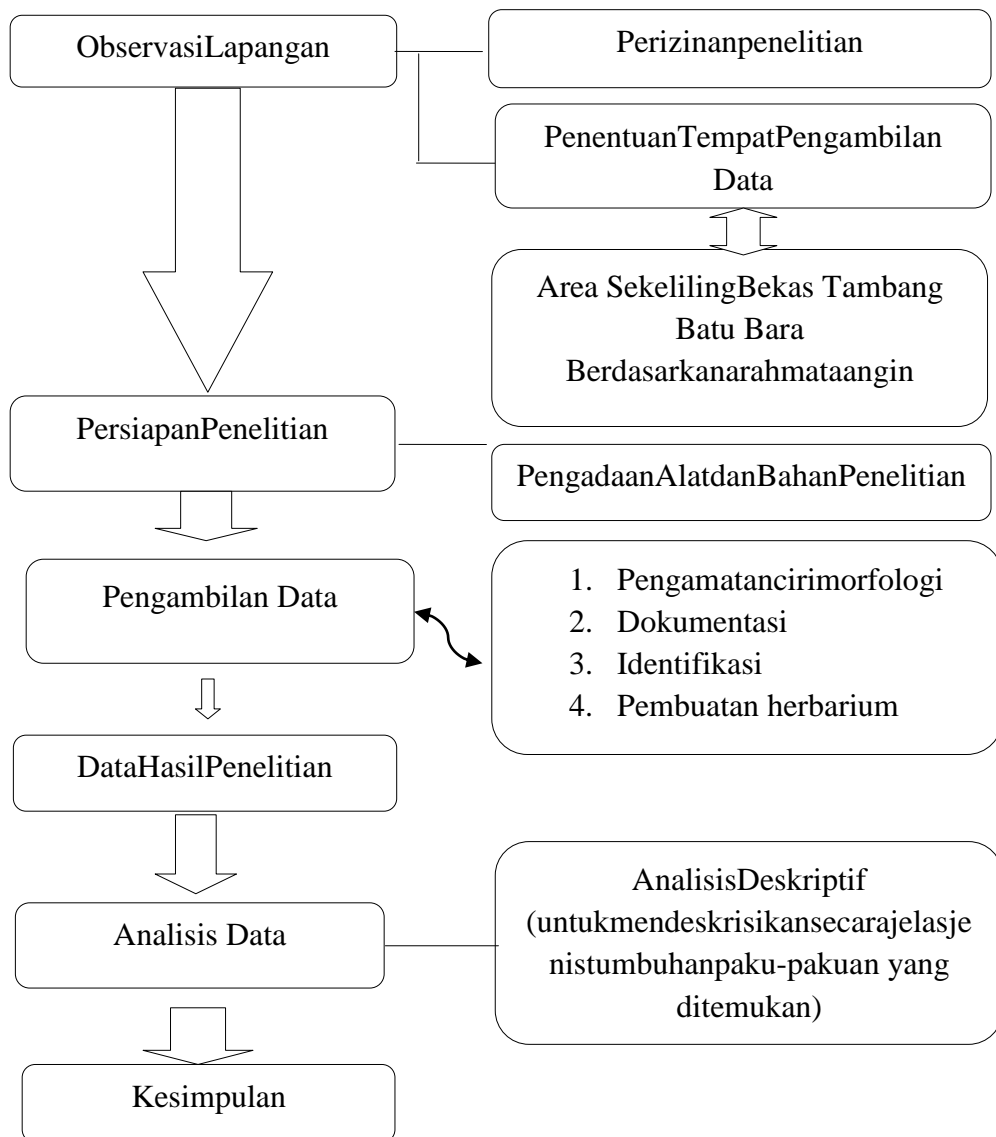 ObservasiLapangan
Perizinanpenelitian
PenentuanTempatPengambilan
Data
Area SekelilingBekas Tambang
Batu Bara
Berdasarkanarahmataangin
PersiapanPenelitian
PengadaanAlatdanBahanPenelitian
Pengambilan Data
1. Pengamatancirimorfologi
2. Dokumentasi
3. Identifikasi
4. Pembuatan herbarium
DataHasilPenelitian
Analisis Data
AnalisisDeskriptif
(untukmendeskrisikansecarajelasje
nistumbuhanpaku-pakuan yang
ditemukan)
Kesimpulan